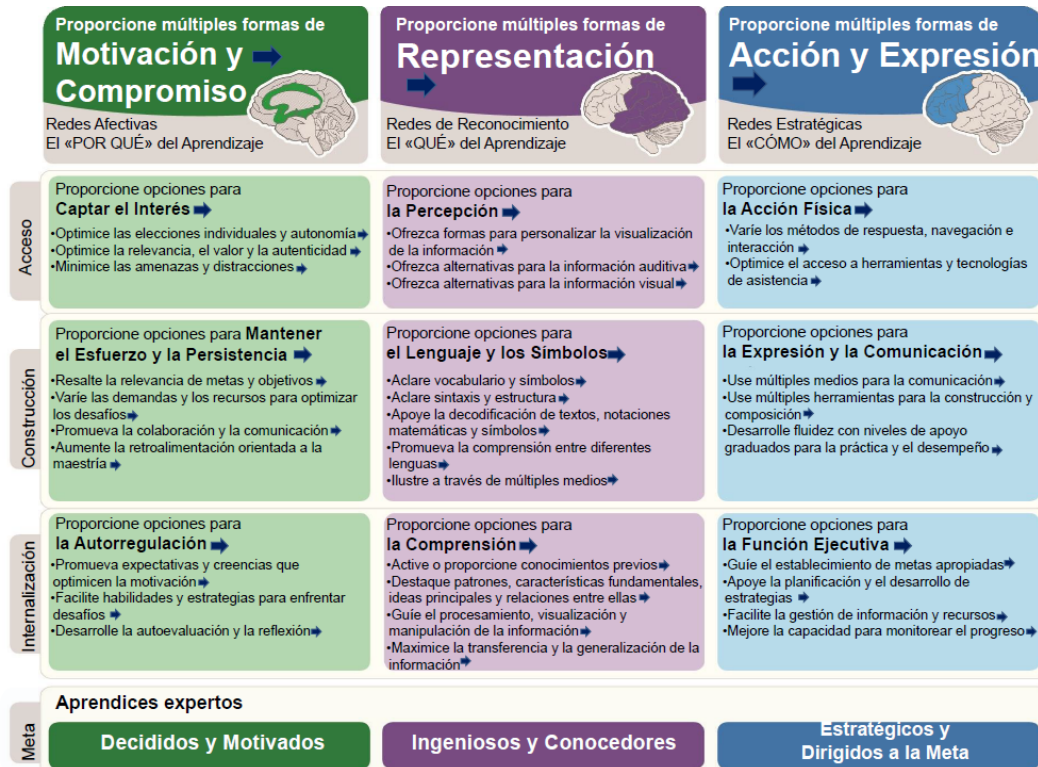 Proporcione múltiples formas de
Motivación y
Compromiso
Redes Afectivas
El «POR QUÉ» del Aprendizaje
Proporcione múltiples formas de
Representación
Redes de Reconocimiento
El «QUÉ» del Aprendizaje
Proporcione múltiples formas de
Acción y Expresión
Redes Estratégicas
El «CÓMO» del Aprendizaje
Acceso
Proporcione opciones para
Captar el Interés
•Optimice las elecciones individuales y autonomía
•Optimice la relevancia, el valor y la autenticidad
•Minimice las amenazas y distracciones
Proporcione opciones para
la Percepción
•Ofrezca formas para personalizar la visualización
de la información
•Ofrezca alternativas para la información auditiva
•Ofrezca alternativas para la información visual
Proporcione opciones para
la Acción Física
•Varíe los métodos de respuesta, navegación e
interacción
•Optimice el acceso a herramientas y tecnologías
de asistencia
Construcción
Proporcione opciones para Mantener
el Esfuerzo y la Persistencia
•Resalte la relevancia de metas y objetivos
•Varíe las demandas y los recursos para optimizar
los desafíos
•Promueva la colaboración y la comunicación
•Aumente la retroalimentación orientada a la
maestría
Proporcione opciones para
el Lenguaje y los Símbolos
•Aclare vocabulario y símbolos
•Aclare sintaxis y estructura
•Apoye la decodificación de textos, notaciones
matemáticas y símbolos
•Promueva la comprensión entre diferentes
lenguas
•Ilustre a través de múltiples medios
Proporcione opciones para
la Expresión y la Comunicación
•Use múltiples medios para la comunicación
•Use múltiples herramientas para la construcción y
composición
•Desarrolle fluidez con niveles de apoyo
graduados para la práctica y el desempeño
Internalización
Proporcione opciones para
la Autorregulación
•Promueva expectativas y creencias que
optimicen la motivación
•Facilite habilidades y estrategias para enfrentar
desafíos
•Desarrolle la autoevaluación y la reflexión
Proporcione opciones para
la Comprensión
•Active o proporcione conocimientos previos
•Destaque patrones, características fundamentales,
ideas principales y relaciones entre ellas
•Guíe el procesamiento, visualización y
manipulación de la información
•Maximice la transferencia y la generalización de la
información
Proporcione opciones para
la Función Ejecutiva
•Guíe el establecimiento de metas apropiadas
•Apoye la planificación y el desarrollo de
estrategias
•Facilite la gestión de información y recursos
•Mejore la capacidad para monitorear el progreso
Meta
Aprendices expertos
Decididos y Motivados
Ingeniosos y Conocedores
Estratégicos y
Dirigidos a la Meta